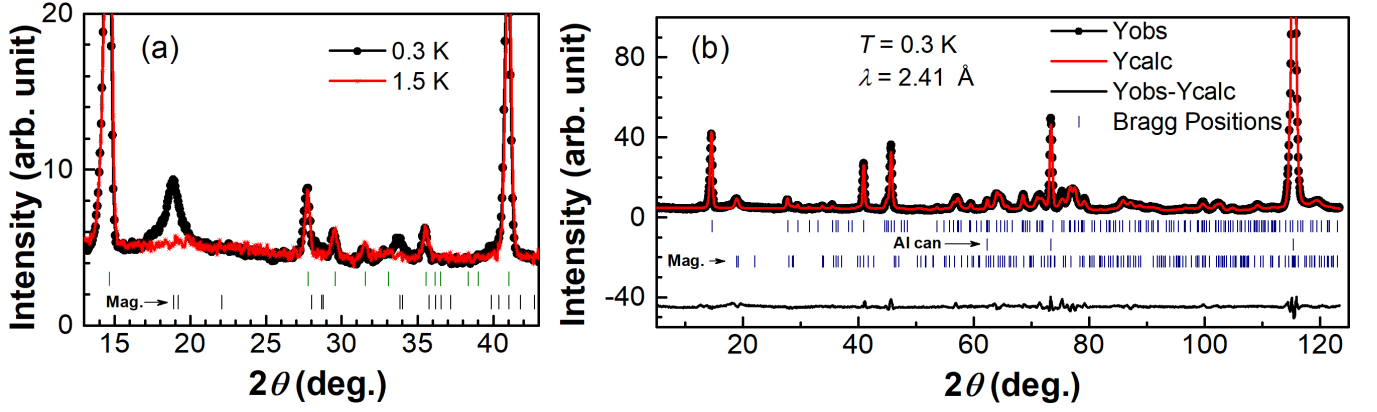 20
10
0
Intensity (arb. unit)
(a)
0.3 K
1.5 K
Mag.
15 20 25 30 35 40
2θ (deg.)
80
40
0
-40
Intensity (arb. unit)
(b)
T = 0.3 K
λ = 2.41 Å
Yobs
Ycalc
Yobs-Ycalc
Bragg Positions
Al can
Mag.
20 40 60 80 100 120
2θ (deg.)